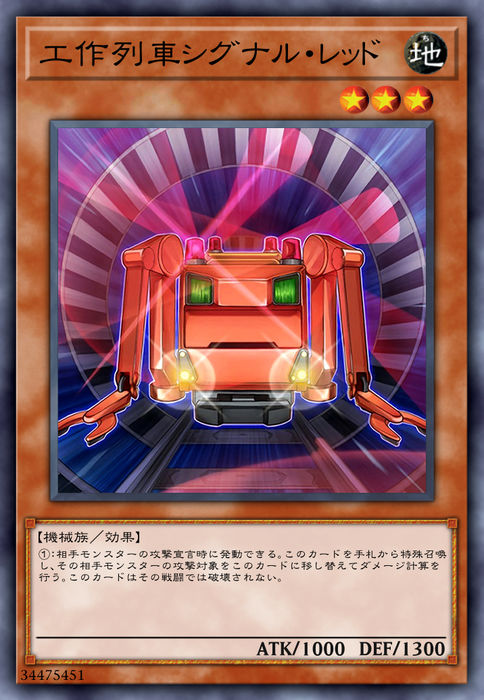 工作列車シグナル・レッド
地
ち
【機械族／効果】
①:相手モンスターの攻撃宣言時に発動できる。このカードを手札から特殊召喚
し、その相手モンスターの攻撃対象をこのカードに移し替えてダメージ計算を
行う。このカードはその戦闘では破壊されない。
ATK/1000 DEF/1300
34475451